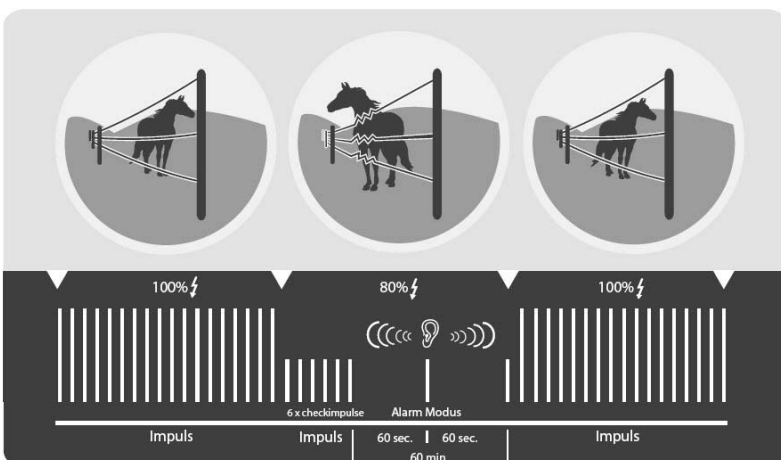 100% 80% 100%
6 x checkimpulse Alarm Modus
Impuls Impuls 60 sec. 60 sec. Impuls
60 min